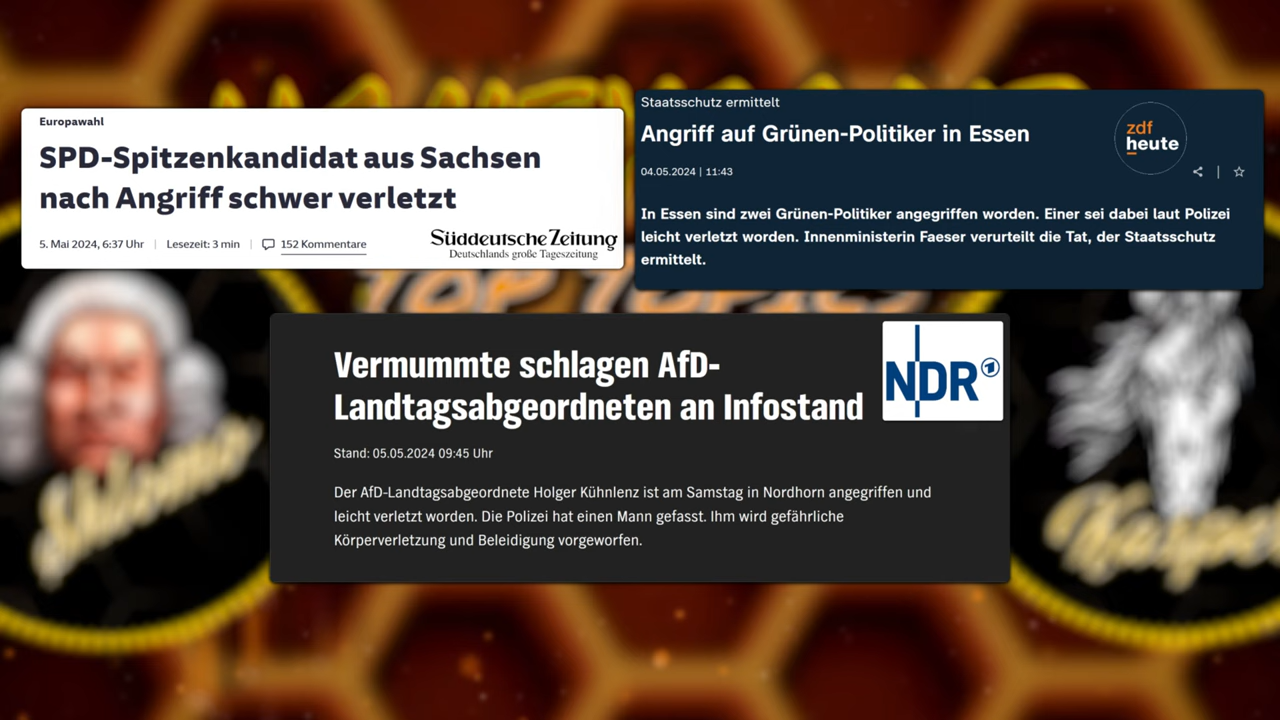 Europawahl
SPD-Spitzenkandidat aus Sachsen
nach Angriff schwer verletzt
5. Mai 2024, 6:37 Uhr | Lesezeit: 3 min | 152 Kommentare
Süddeutsche Zeitung
Deutschlands große Tageszeitung
Staatsschutz ermittelt
Angriff auf Grünen-Politiker in Essen
zdf
heute
04.05.2024 | 11:43
In Essen sind zwei Grünen-Politiker angegriffen worden. Einer sei dabei laut Polizei
leicht verletzt worden. Innenministerin Faeser verurteilt die Tat, der Staatsschutz
ermittelt.
TOP TOPICS
Vermummte schlagen AfD-
Landtagsabgeordneten an Infostand
NDR
Stand: 05.05.2024 09:45 Uhr
Der AfD-Landtagsabgeordnete Holger Kühnlenz ist am Samstag in Nordhorn angegriffen und
leicht verletzt worden. Die Polizei hat einen Mann gefasst. Ihm wird gefährliche
Körperverletzung und Beleidigung vorgeworfen.
Shlomo